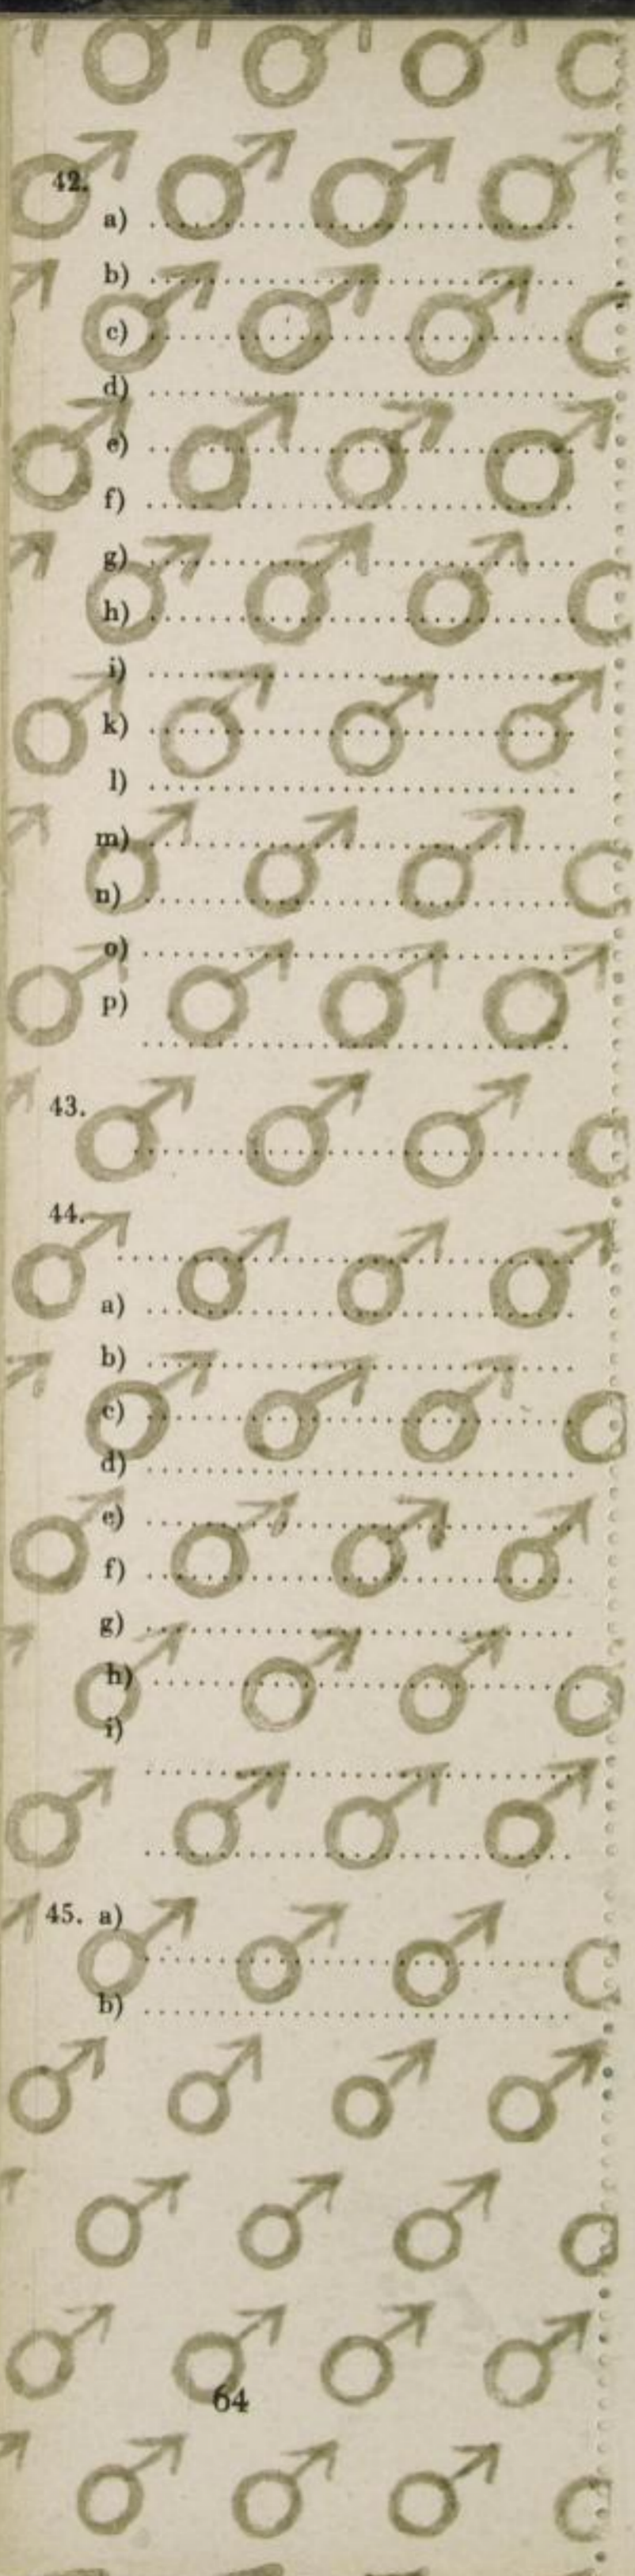 42.
a) ....................................
b) ....................................
c) ....................................
d) ....................................
e) ....................................
f) ....................................
g) ....................................
h) ....................................
i) ....................................
k) ....................................
l) ....................................
m) ....................................
n) ....................................
o) ....................................
p)
....................................
43.
....................................
44.
....................................
a) ....................................
b) ....................................
c) ....................................
d) ....................................
e) ....................................
f) ....................................
g) ....................................
h) ....................................
i)
....................................
....................................
45. a)
....................................
b) ....................................
64